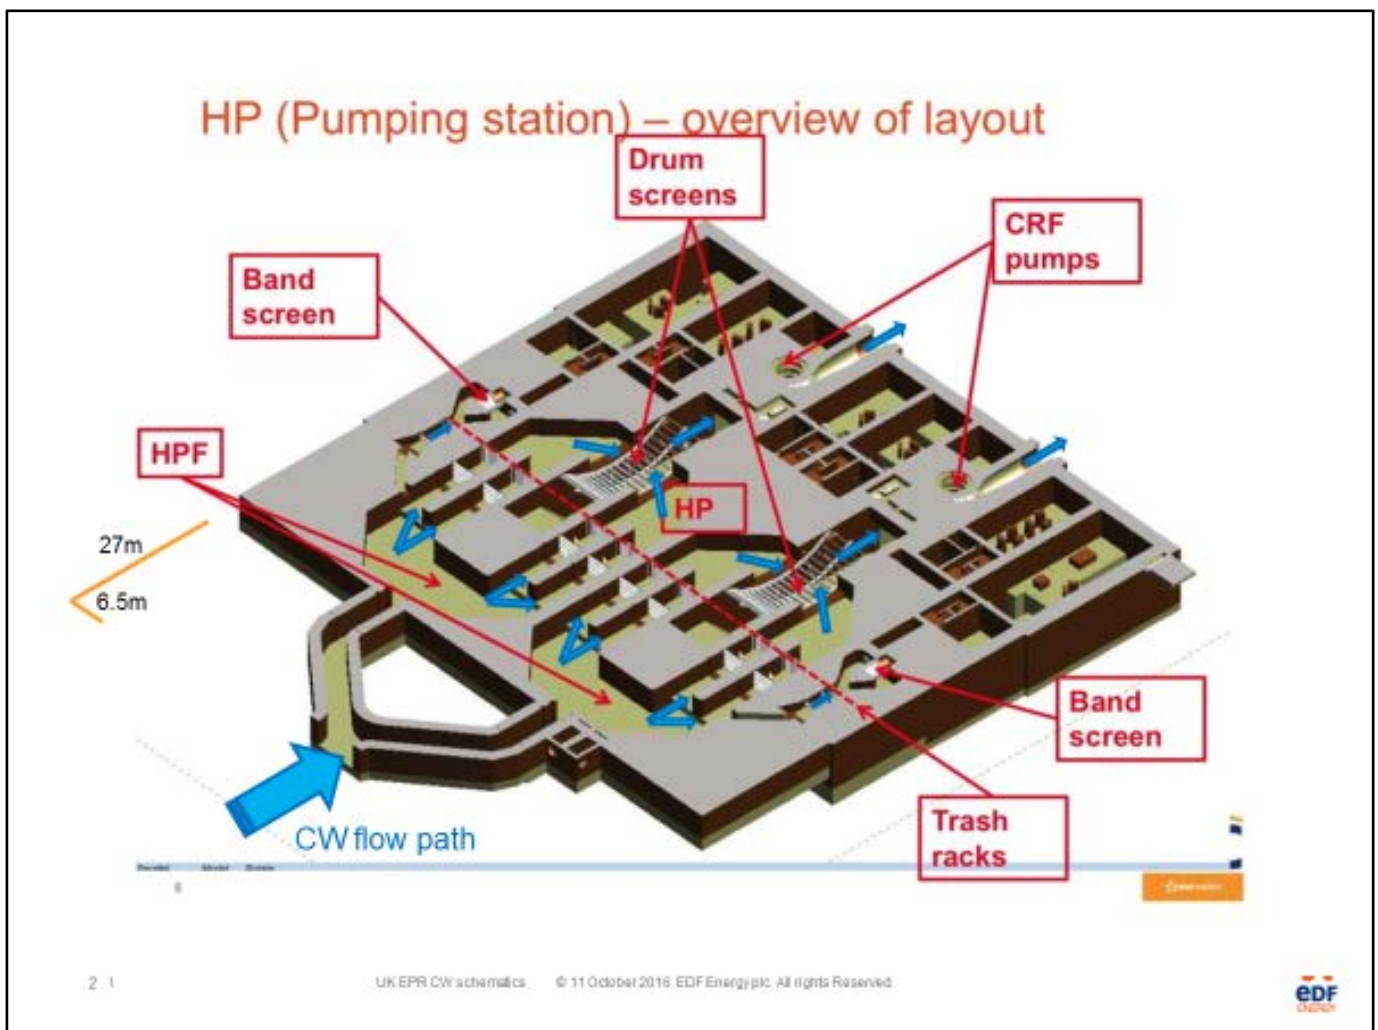 HP (Pumping station) – overview of layout
Drum
screens
CRF
pumps
Band
screen
HPF
HP
27m
6.5m
Band
screen
Trash
racks
CW flow path
6
2
UK EPR CW schematics © 11 October 2016. EDF Energy plc. All rights Reserved.
eDF
ENERGY